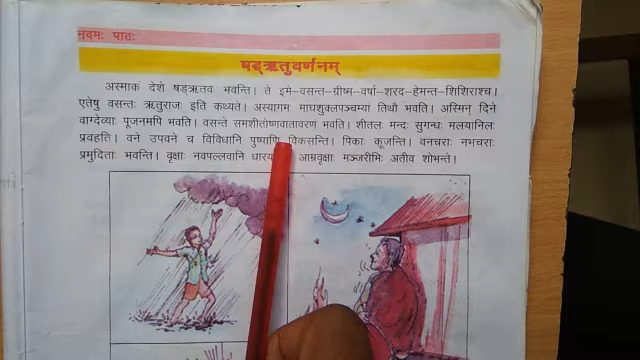 नवमः पाठः
षड्ऋतुवर्णनम्
अस्माकं देशे षड्ऋतवः भवन्ति। ते इमे-वसन्त-ग्रीष्म-वर्षा-शरद-हेमन्त-शिशिराश्च।
एतेषु वसन्तः ऋतुराजः इति कथ्यते। अस्यागमः माघशुक्लपञ्चम्यां तिथौ भवति। अस्मिन् दिने
वाग्देव्याः पूजनमपि भवति। वसन्ते समशीतोष्णवातावरणं भवति। शीतलः मन्दः सुगन्धः मलयानिलः
प्रवहति। वने उपवने च विविधानि पुष्पाणि विकसन्ति। पिकाः कूजन्ति। वनचराः नभचराः
प्रमुदिताः भवन्ति। वृक्षाः नवपल्लवानि आम्रवृक्षाः मञ्जरीभिः अतीव शोभन्ते।